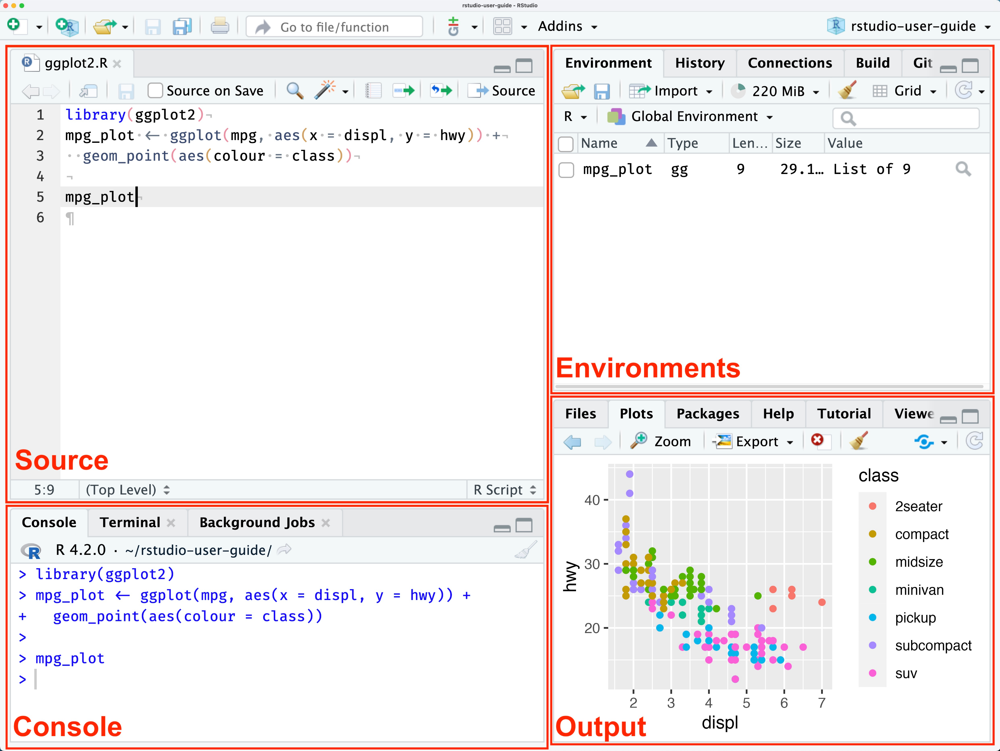 rstudio-user-guide - RStudio
Go to file/function
Git
Addins
rstudio-user-guide
ggplot2.R
Source on Save
Source
1 library(ggplot2)¬
2 mpg_plot·←·ggplot(mpg,·aes(x·=·displ,·y·=·hwy))·+¬
3 ··geom_point(aes(colour·=·class))¬
4 ¬
5 mpg_plot¬
6 ¶
Source
5:9 (Top Level) R Script
Console Terminal Background Jobs
R 4.2.0 · ~/rstudio-user-guide/
> library(ggplot2)
> mpg_plot ← ggplot(mpg, aes(x = displ, y = hwy)) +
+   geom_point(aes(colour = class))
>
> mpg_plot
>
Console
Environment History Connections Build Git
Import 220 MiB Grid
R Global Environment
Name Type Len... Size Value
mpg_plot gg 9 29.1… List of 9
Environments
Files Plots Packages Help Tutorial Viewe
Zoom Export
class
2seater
compact
midsize
minivan
pickup
subcompact
suv
hwy
40
30
20
2 3 4 5 6 7
displ
Output